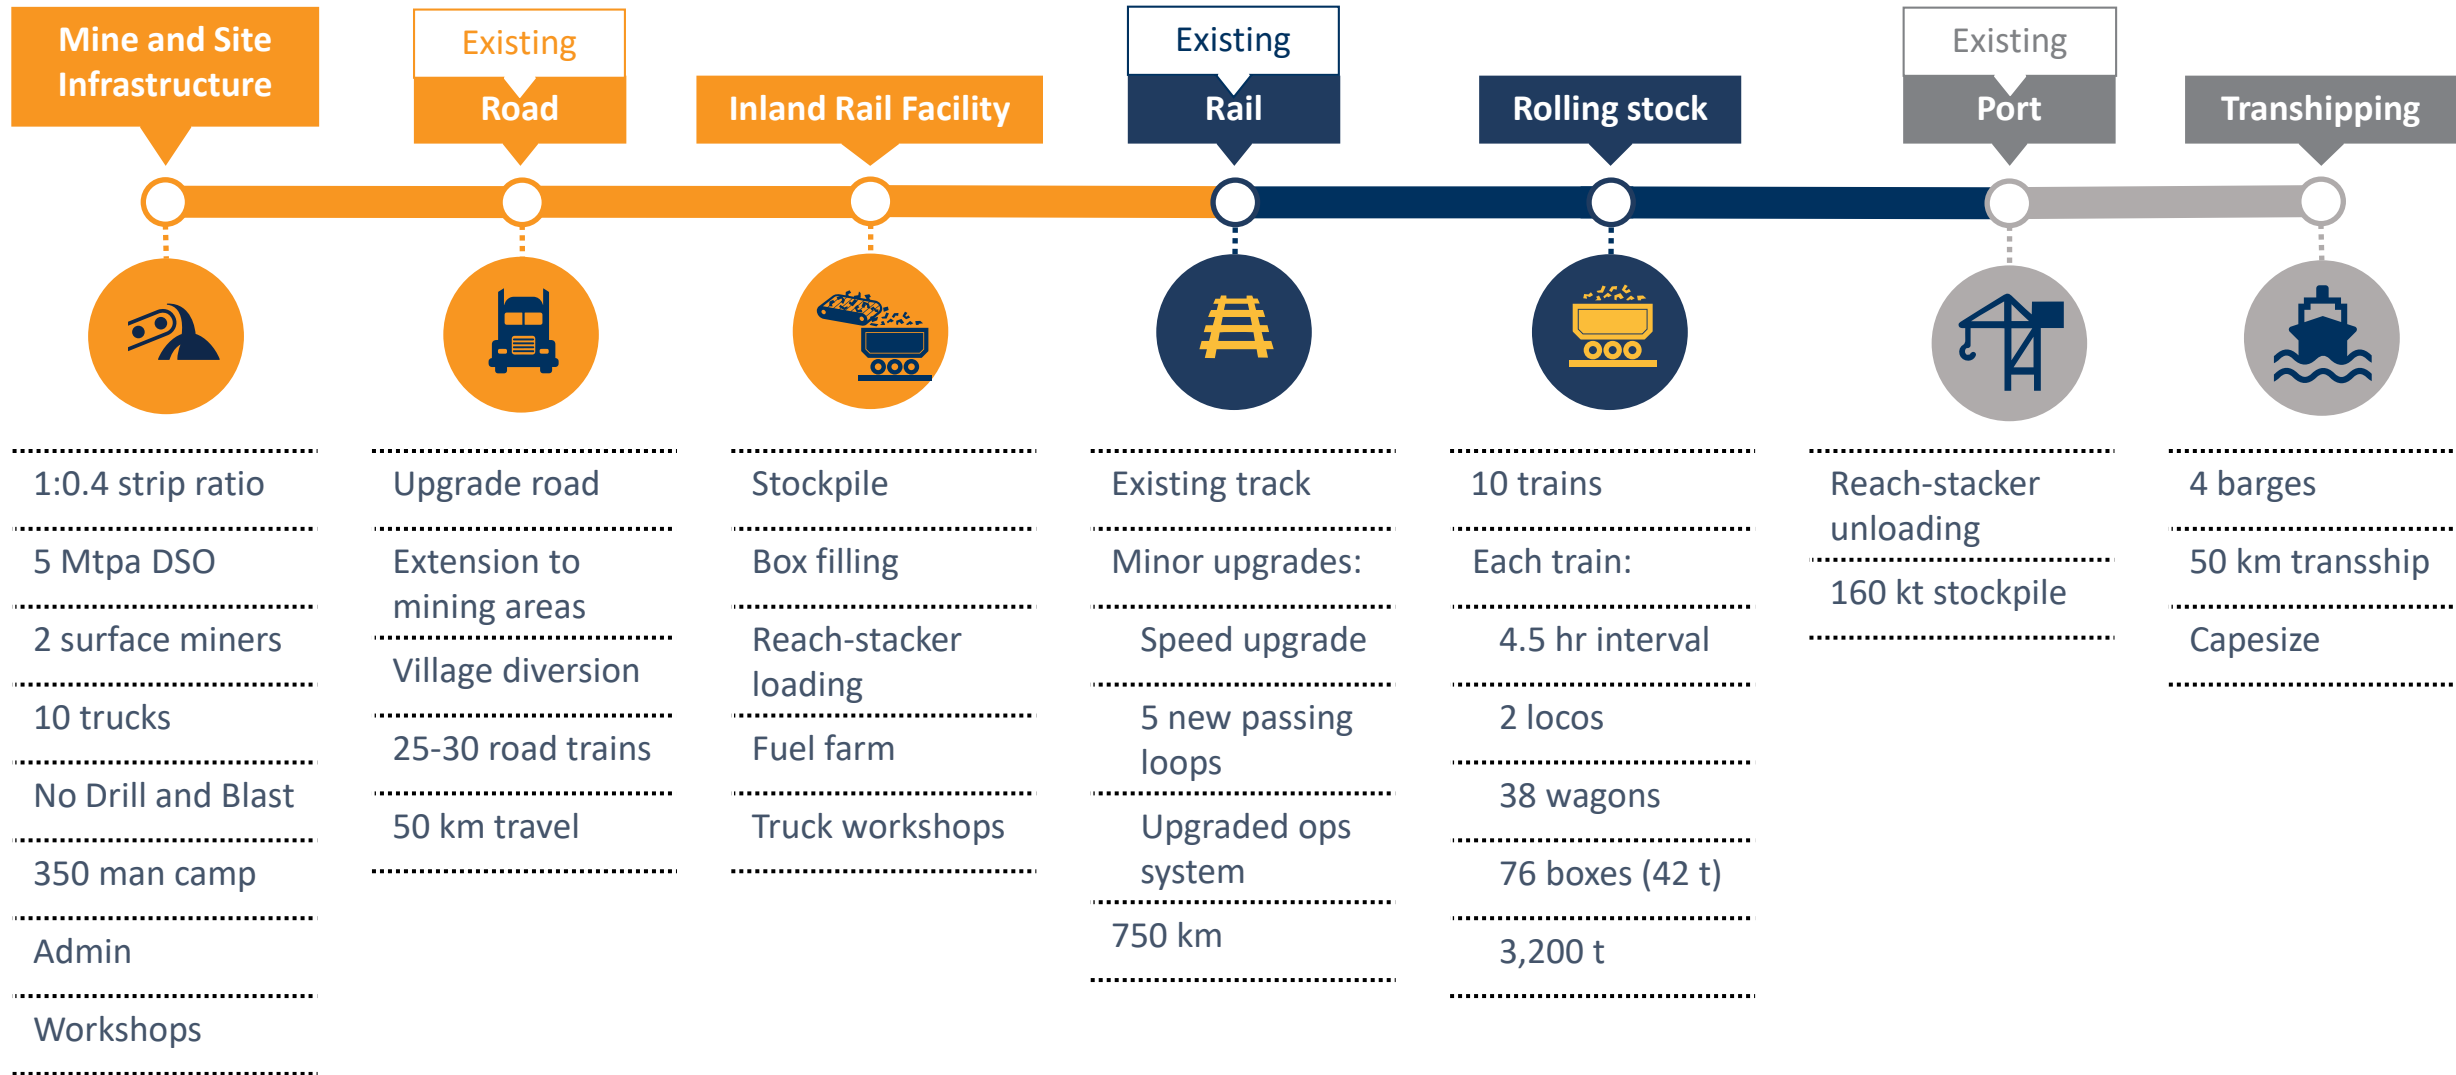 Mine and Site
Infrastructure
Existing
Road
Inland Rail Facility
Existing
Rail
Rolling stock
Existing
Port
Transhipping
1:0.4 strip ratio
5 Mtpa DSO
2 surface miners
10 trucks
No Drill and Blast
350 man camp
Admin
Workshops
Upgrade road
Extension to
mining areas
Village diversion
25-30 road trains
50 km travel
Stockpile
Box filling
Reach-stacker
loading
Fuel farm
Truck workshops
Existing track
Minor upgrades:
Speed upgrade
5 new passing
loops
Upgraded ops
system
750 km
10 trains
Each train:
4.5 hr interval
2 locos
38 wagons
76 boxes (42 t)
3,200 t
Reach-stacker
unloading
160 kt stockpile
4 barges
50 km transship
Capesize